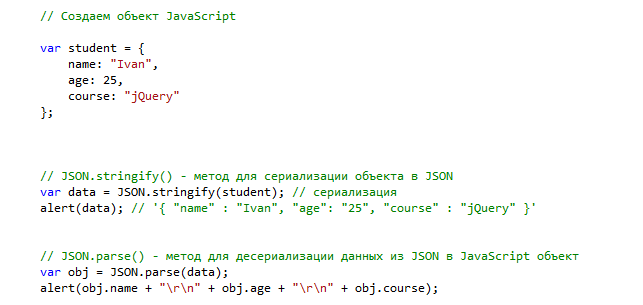 // Создаем объект JavaScript
var student = {
name: "Ivan",
age: 25,
course: "jQuery"
};
// JSON.stringify() - метод для сериализации объекта в JSON
var data = JSON.stringify(student); // сериализация
alert(data); // '{ "name" : "Ivan", "age": "25", "course" : "jQuery" }'
// JSON.parse() - метод для десериализации данных из JSON в JavaScript объект
var obj = JSON.parse(data);
alert(obj.name + "\r\n" + obj.age + "\r\n" + obj.course);